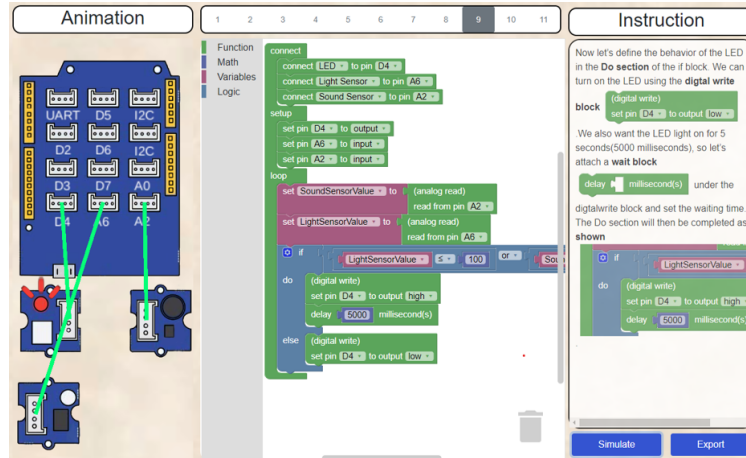 Animation
1 2 3 4 5 6 7 8 9 10 11
Instruction
UART D5 I2C
D2 D6 I2C
D3 D7 A0
D4 A6 A2
Function
Math
Variables
Logic
connect
connect LED to pin D4
connect Light Sensor to pin A6
connect Sound Sensor to pin A2
setup
set pin D4 to output
set pin A6 to input
set pin A2 to input
loop
set SoundSensorValue to (analog read)
read from pin A2
set LightSensorValue to (analog read)
read from pin A6
if LightSensorValue ≤ 100 or Sou
do (digital write)
set pin D4 to output high
delay 5000 millisecond(s)
else (digital write)
set pin D4 to output low
Now let's define the behavior of the LED
in the Do section of the if block. We can
turn on the LED using the digtal write
block (digital write)
set pin D4 to output low
.We also want the LED light on for 5
seconds(5000 milliseconds), so let's
attach a wait block
delay millisecond(s) under the
digitalwrite block and set the waiting time.
The Do section will then be completed as
shown
if LightSensorValue
do (digital write)
set pin D4 to output high
delay 5000 millisecond(s)
.
Simulate Export